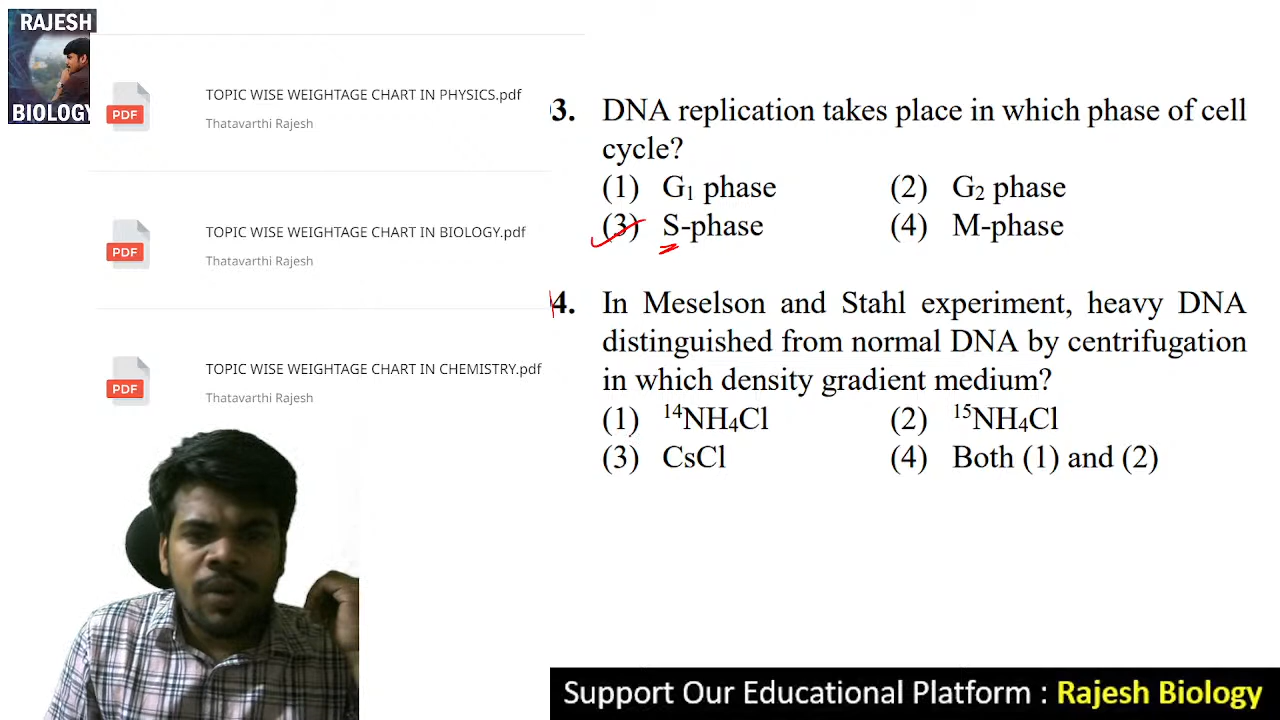 RAJESH
BIOLOGY
PDF
TOPIC WISE WEIGHTAGE CHART IN PHYSICS.pdf
Thatavarthi Rajesh
PDF
TOPIC WISE WEIGHTAGE CHART IN BIOLOGY.pdf
Thatavarthi Rajesh
PDF
TOPIC WISE WEIGHTAGE CHART IN CHEMISTRY.pdf
Thatavarthi Rajesh
3. DNA replication takes place in which phase of cell
cycle?
(1) G₁ phase (2) G₂ phase
(3) S-phase (4) M-phase
4. In Meselson and Stahl experiment, heavy DNA
distinguished from normal DNA by centrifugation
in which density gradient medium?
(1) ¹⁴NH₄Cl (2) ¹⁵NH₄Cl
(3) CsCl (4) Both (1) and (2)
Support Our Educational Platform : Rajesh Biology